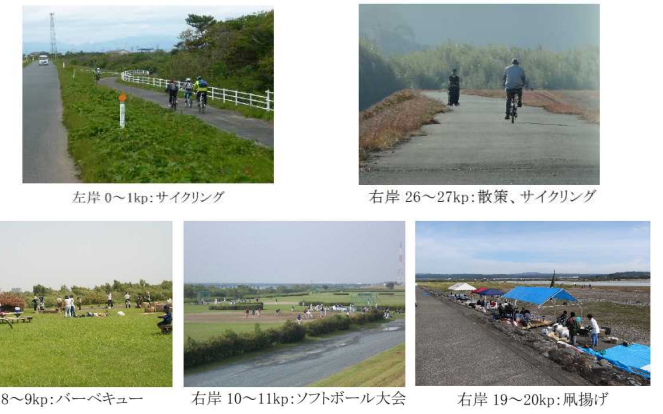 左岸 0～1kp：サイクリング
右岸 26～27kp：散策、サイクリング
8～9kp：バーベキュー
右岸 10～11kp：ソフトボール大会
右岸 19～20kp：凧揚げ